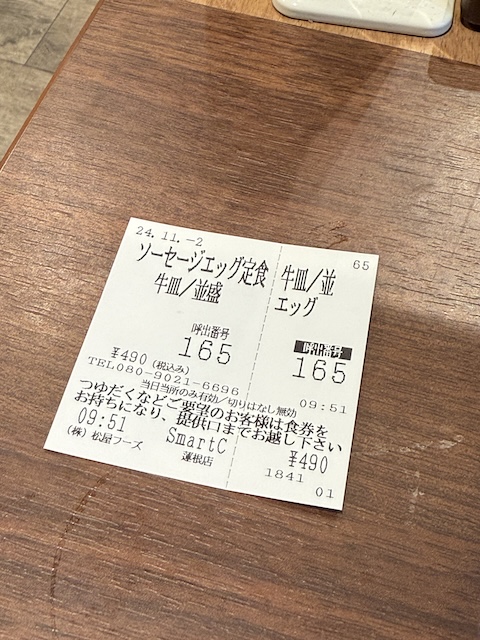 24.11.-2
ソーセージエッグ定食
牛皿/並盛
呼出番号
165
¥490(税込み)
TEL080-9021-6696
当日当所のみ有効/切りはなし無効
つゆだくなどご要望のお客様は食券を
お持ちになり、提供口までお越し下さい
09:51
SmartC
(株)松屋フーズ
蓮根店
65
牛皿/並
エッグ
呼出番号
165
09:51
¥490
1841
01